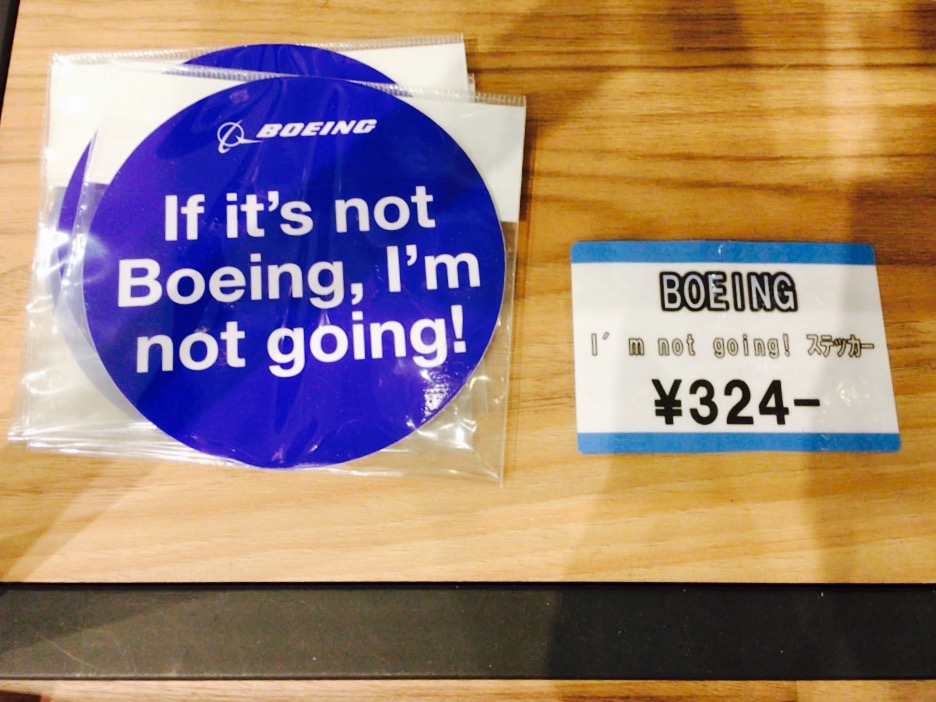 BOEING
If it's not
Boeing, I'm
not going!
BOEING
I' m not going! ステッカー
¥324-